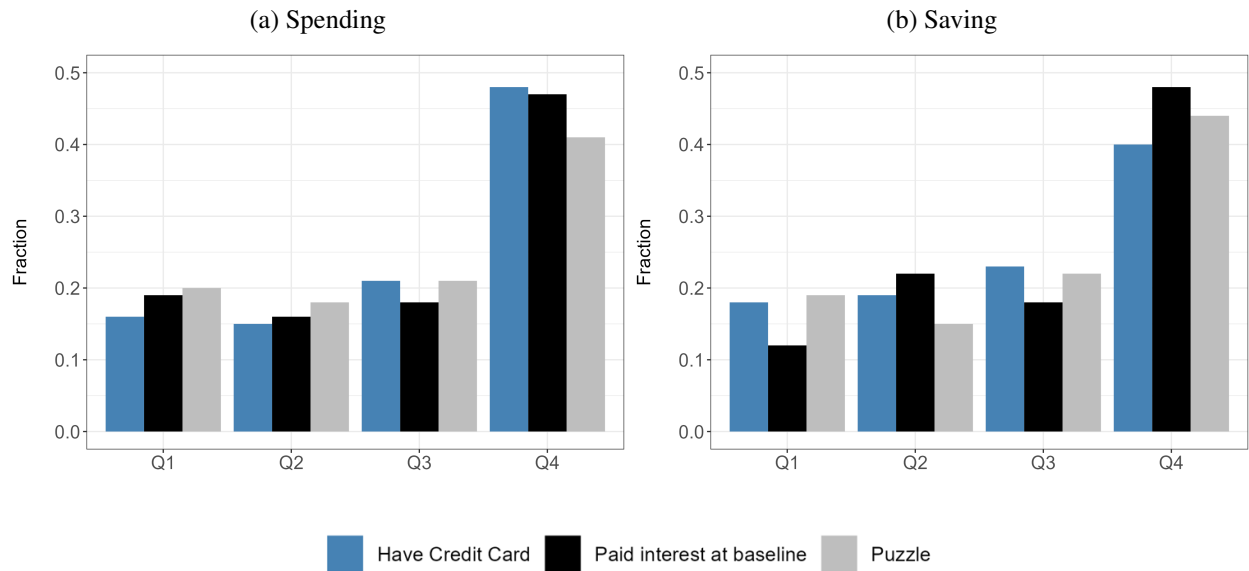 (a) Spending
(b) Saving
0.5
0.4
0.3
0.2
0.1
0.0
Fraction
Q1 Q2 Q3 Q4
0.5
0.4
0.3
0.2
0.1
0.0
Fraction
Q1 Q2 Q3 Q4
Have Credit Card Paid interest at baseline Puzzle